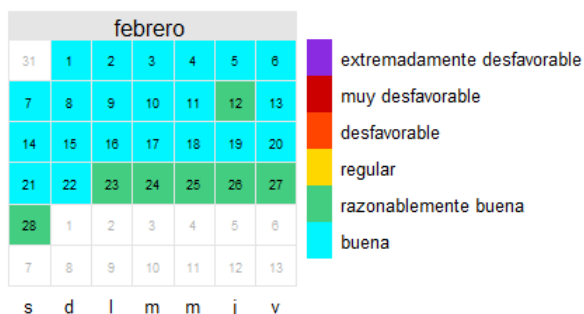 febrero
31 1 2 3 4 5 6
7 8 9 10 11 12 13
14 15 16 17 18 19 20
21 22 23 24 25 26 27
28 1 2 3 4 5 6
7 8 9 10 11 12 13
s d l m m j v
extremadamente desfavorable
muy desfavorable
desfavorable
regular
razonablemente buena
buena